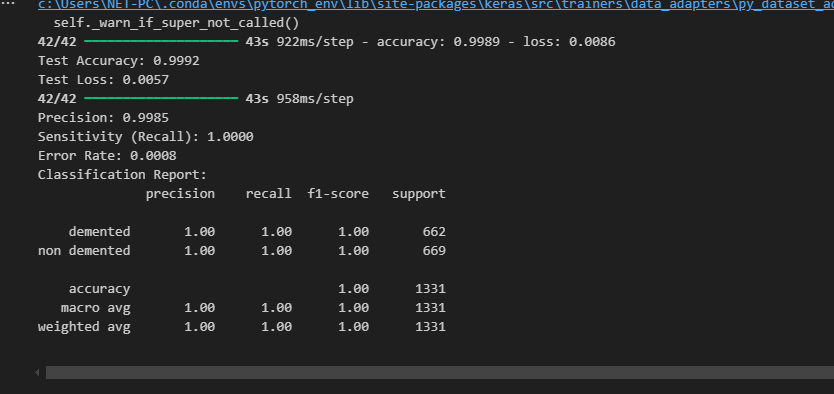 ... c:\Users\NET-PC\.conda\envs\pytorch_env\lib\site-packages\keras\src\trainers\data_adapters\py_dataset_ad
self._warn_if_super_not_called()
42/42 ━━━━━━━━━━━━━━━━━━━━ 43s 922ms/step - accuracy: 0.9989 - loss: 0.0086
Test Accuracy: 0.9992
Test Loss: 0.0057
42/42 ━━━━━━━━━━━━━━━━━━━━ 43s 958ms/step
Precision: 0.9985
Sensitivity (Recall): 1.0000
Error Rate: 0.0008
Classification Report:
precision recall f1-score support
demented 1.00 1.00 1.00 662
non demented 1.00 1.00 1.00 669
accuracy 1.00 1331
macro avg 1.00 1.00 1.00 1331
weighted avg 1.00 1.00 1.00 1331